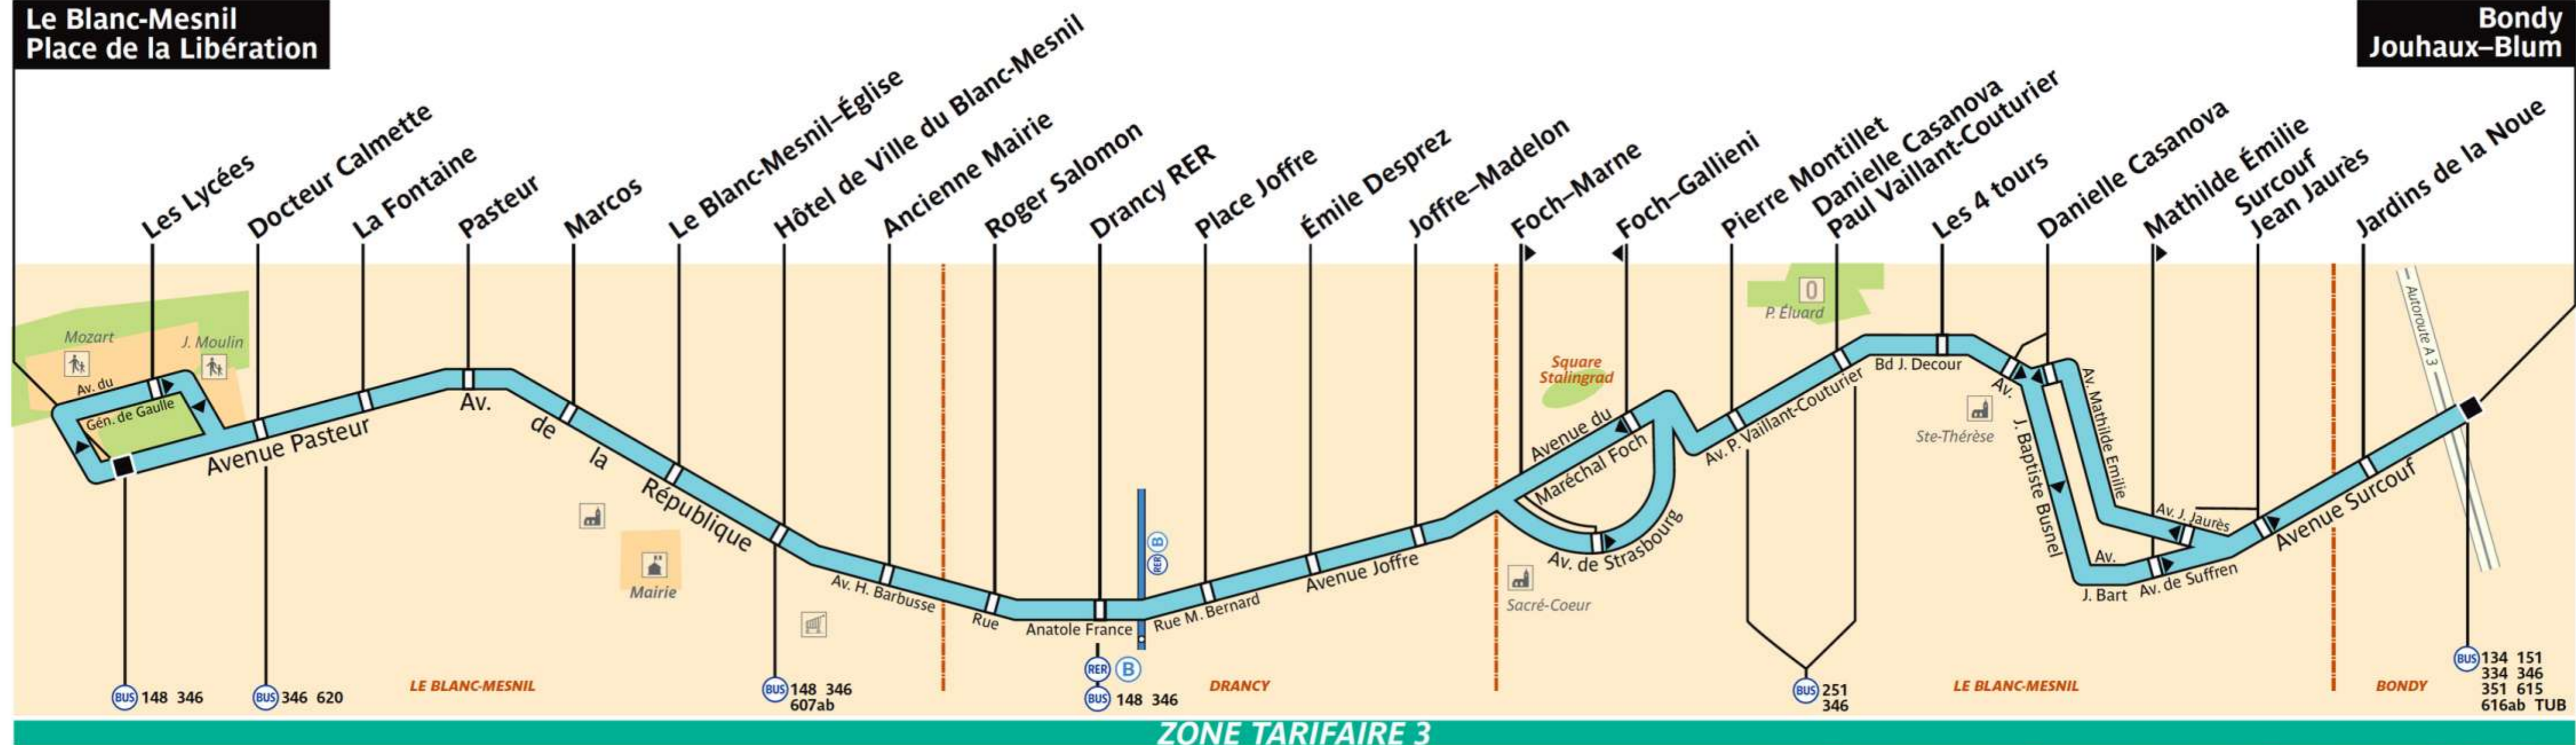 Le Blanc-Mesnil
Place de la Libération
Bondy
Jouhaux–Blum
Les Lycées
Docteur Calmette
La Fontaine
Pasteur
Marcos
Le Blanc-Mesnil–Église
Hôtel de Ville du Blanc-Mesnil
Ancienne Mairie
Roger Salomon
Drancy RER
Place Joffre
Émile Desprez
Joffre–Madelon
Foch–Marne
Foch–Gallieni
Pierre Montillet
Danielle Casanova
Paul Vaillant-Couturier
Les 4 tours
Danielle Casanova
Mathilde Émilie
Surcouf
Jean Jaurès
Jardins de la Noue
Mozart
J. Moulin
Av. du
Gén. de Gaulle
Avenue Pasteur
Av.
de
la
République
Mairie
Av. H. Barbusse
Rue
Anatole France
RER B
Rue M. Bernard
Avenue Joffre
Square
Stalingrad
Avenue du
Maréchal Foch
Av. de Strasbourg
Sacré-Coeur
P. Éluard
Av. P. Vaillant-Couturier
Bd J. Decour
Ste-Thérèse
Av.
J. Baptiste Busnel
Av. Mathilde Emilie
Av. J. Jaurès
Av.
J. Bart
Av. de Suffren
Avenue Surcouf
Autoroute A 3
BUS 148 346
BUS 346 620
LE BLANC-MESNIL
BUS 148 346
607ab
RER B
BUS 148 346
DRANCY
BUS 251
346
LE BLANC-MESNIL
BONDY
BUS 134 151
334 346
351 615
616ab TUB
ZONE TARIFAIRE 3